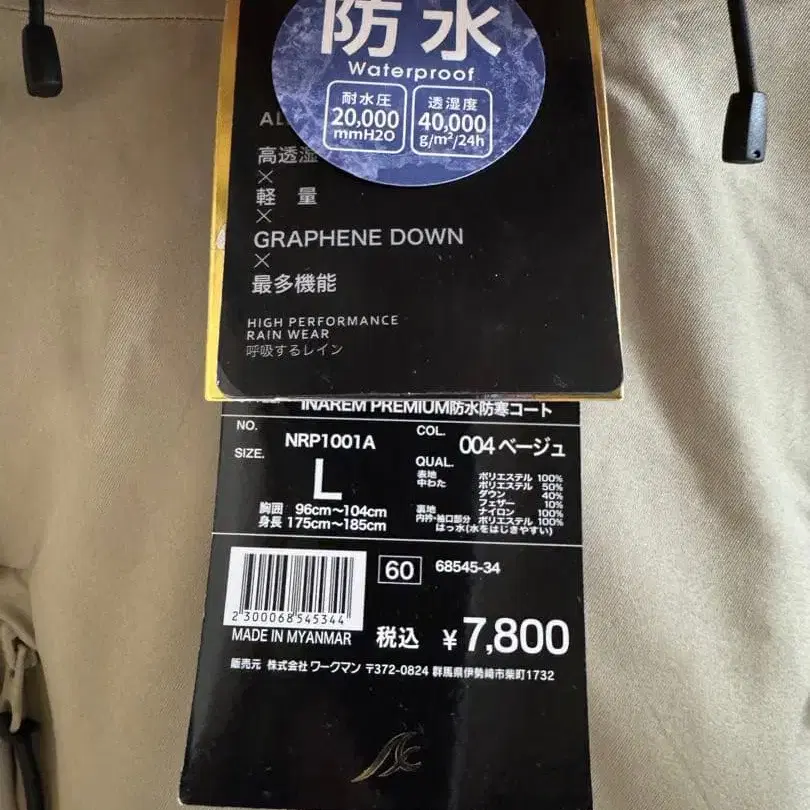 防水
Waterproof
耐水圧
20,000
mmH2O
透湿度
40,000
g/m²/24h
AL
高透湿
×
軽 量
×
GRAPHENE DOWN
×
最多機能
HIGH PERFORMANCE
RAIN WEAR
呼吸するレイン
INAREM PREMIUM防水防寒コート
NO.
NRP1001A
COL.
004 ベージュ
SIZE.
L
胸囲 96cm～104cm
身長 175cm～185cm
QUAL.
表地 ポリエステル 100%
中わた ポリエステル 50%
ダウン 40%
フェザー 10%
裏地 ナイロン 100%
内衿・袖口部分 ポリエステル 100%
はっ水(水をはじきやすい)
60 68545-34
2300068545344
MADE IN MYANMAR
税込 ¥7,800
販売元 株式会社 ワークマン 〒372-0824 群馬県伊勢崎市柴町1732